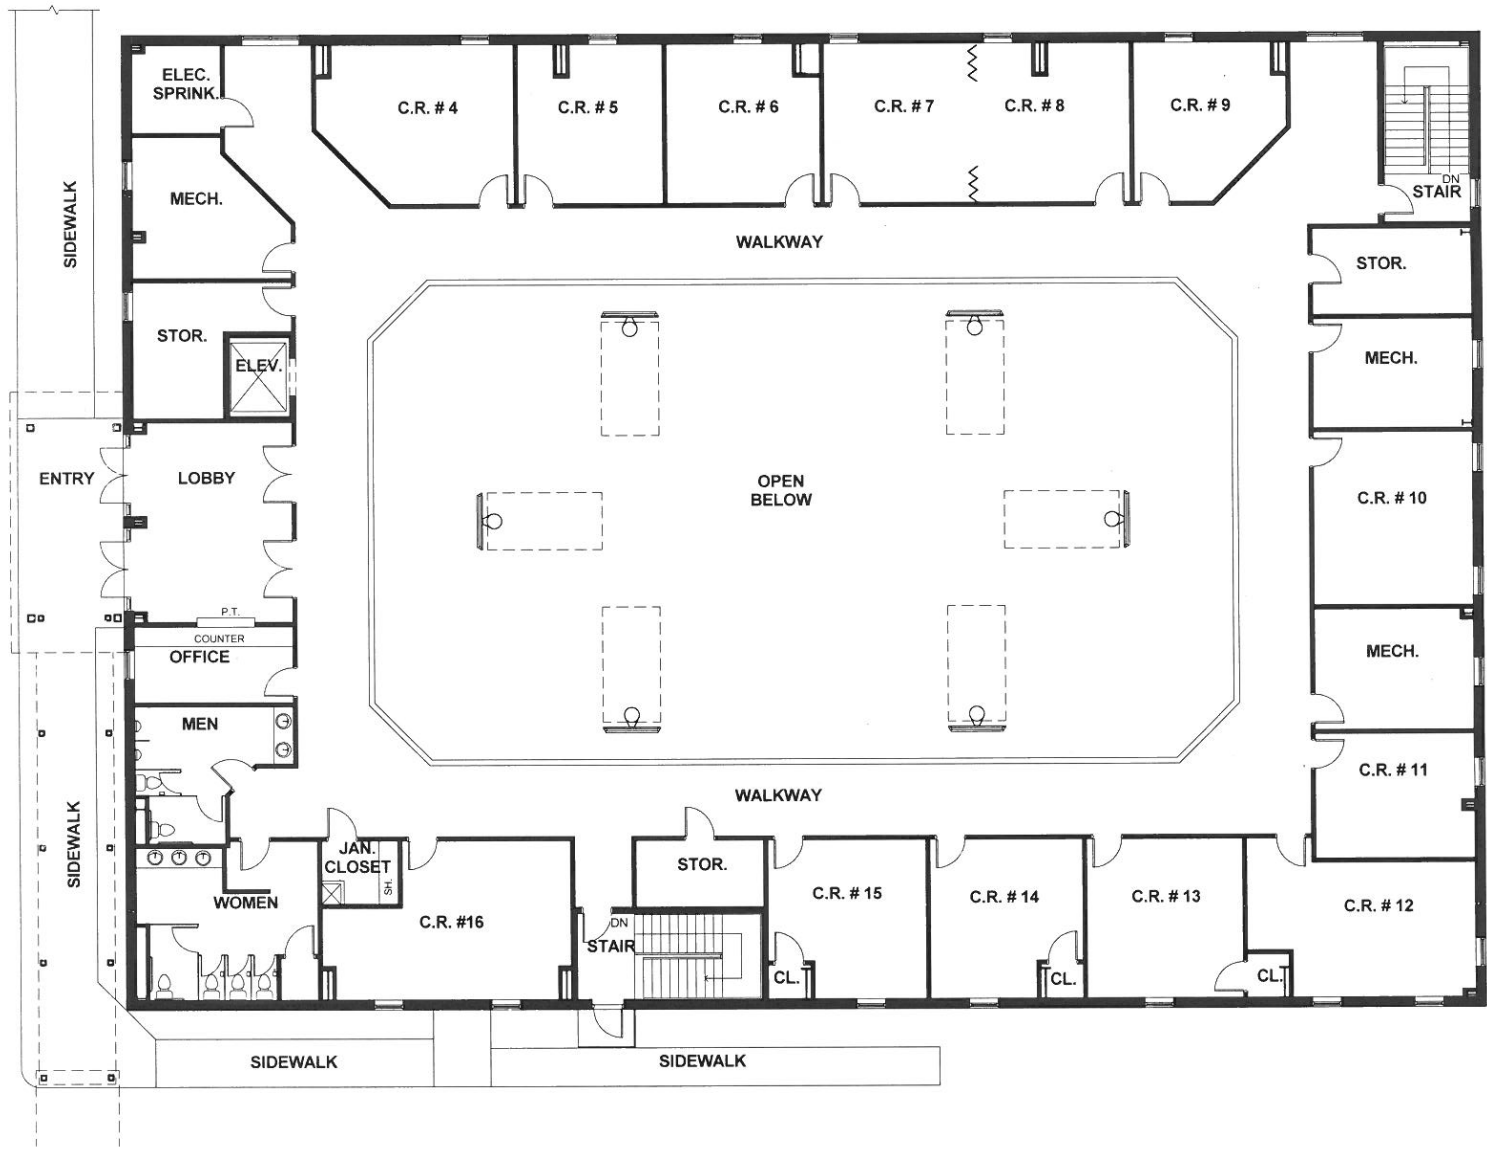 ELEC.
SPRINK.
C.R. # 4
C.R. # 5
C.R. # 6
C.R. # 7
C.R. # 8
C.R. # 9
DN
STAIR
MECH.
SIDEWALK
WALKWAY
STOR.
STOR.
ELEV.
MECH.
ENTRY
LOBBY
OPEN
BELOW
C.R. # 10
P.T.
COUNTER
OFFICE
MECH.
MEN
C.R. # 11
WALKWAY
SIDEWALK
JAN.
CLOSET
SH.
STOR.
WOMEN
C.R. #16
DN
STAIR
C.R. # 15
C.R. # 14
C.R. # 13
C.R. # 12
CL.
CL.
CL.
SIDEWALK
SIDEWALK